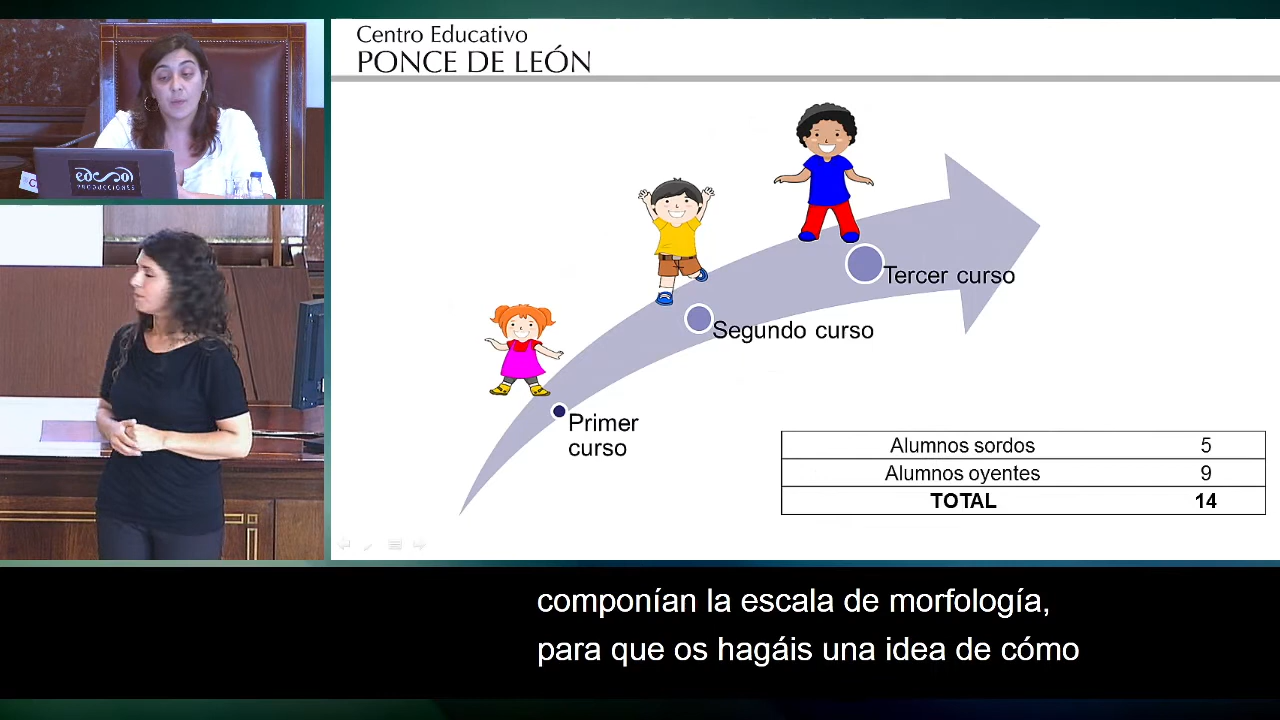 Centro Educativo
PONCE DE LEÓN
Tercer curso
Segundo curso
Primer
curso
Alumnos sordos 5
Alumnos oyentes 9
TOTAL 14
PRODUCCIONES
componían la escala de morfología,
para que os hagáis una idea de cómo